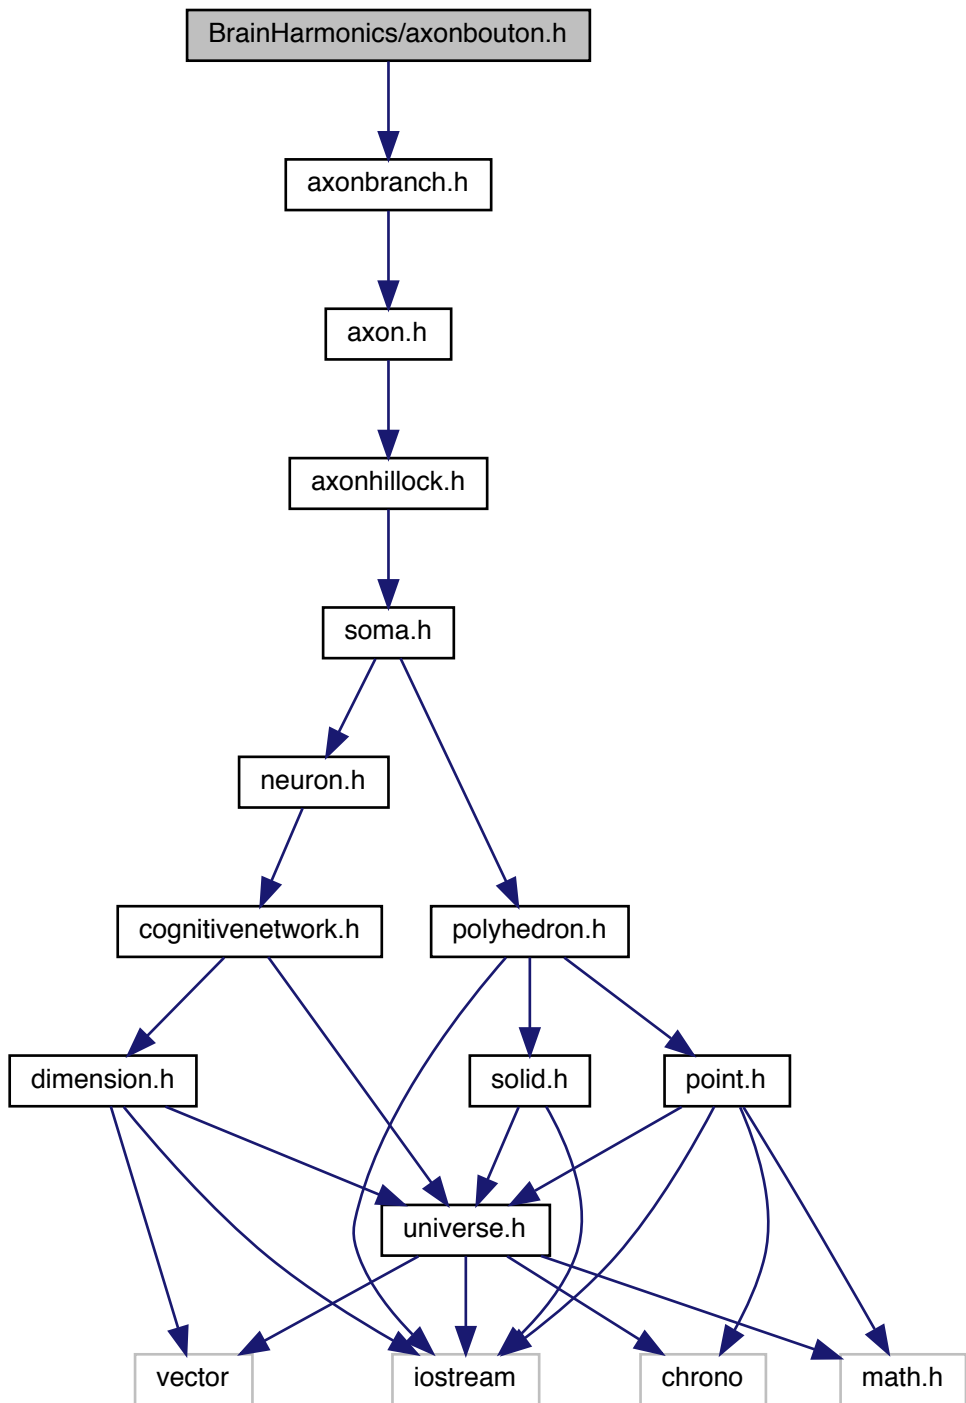 BrainHarmonics/axonbouton.h
axonbranch.h
axon.h
axonhillock.h
soma.h
neuron.h
cognitivenetwork.h
polyhedron.h
dimension.h
solid.h
point.h
universe.h
vector
iostream
chrono
math.h